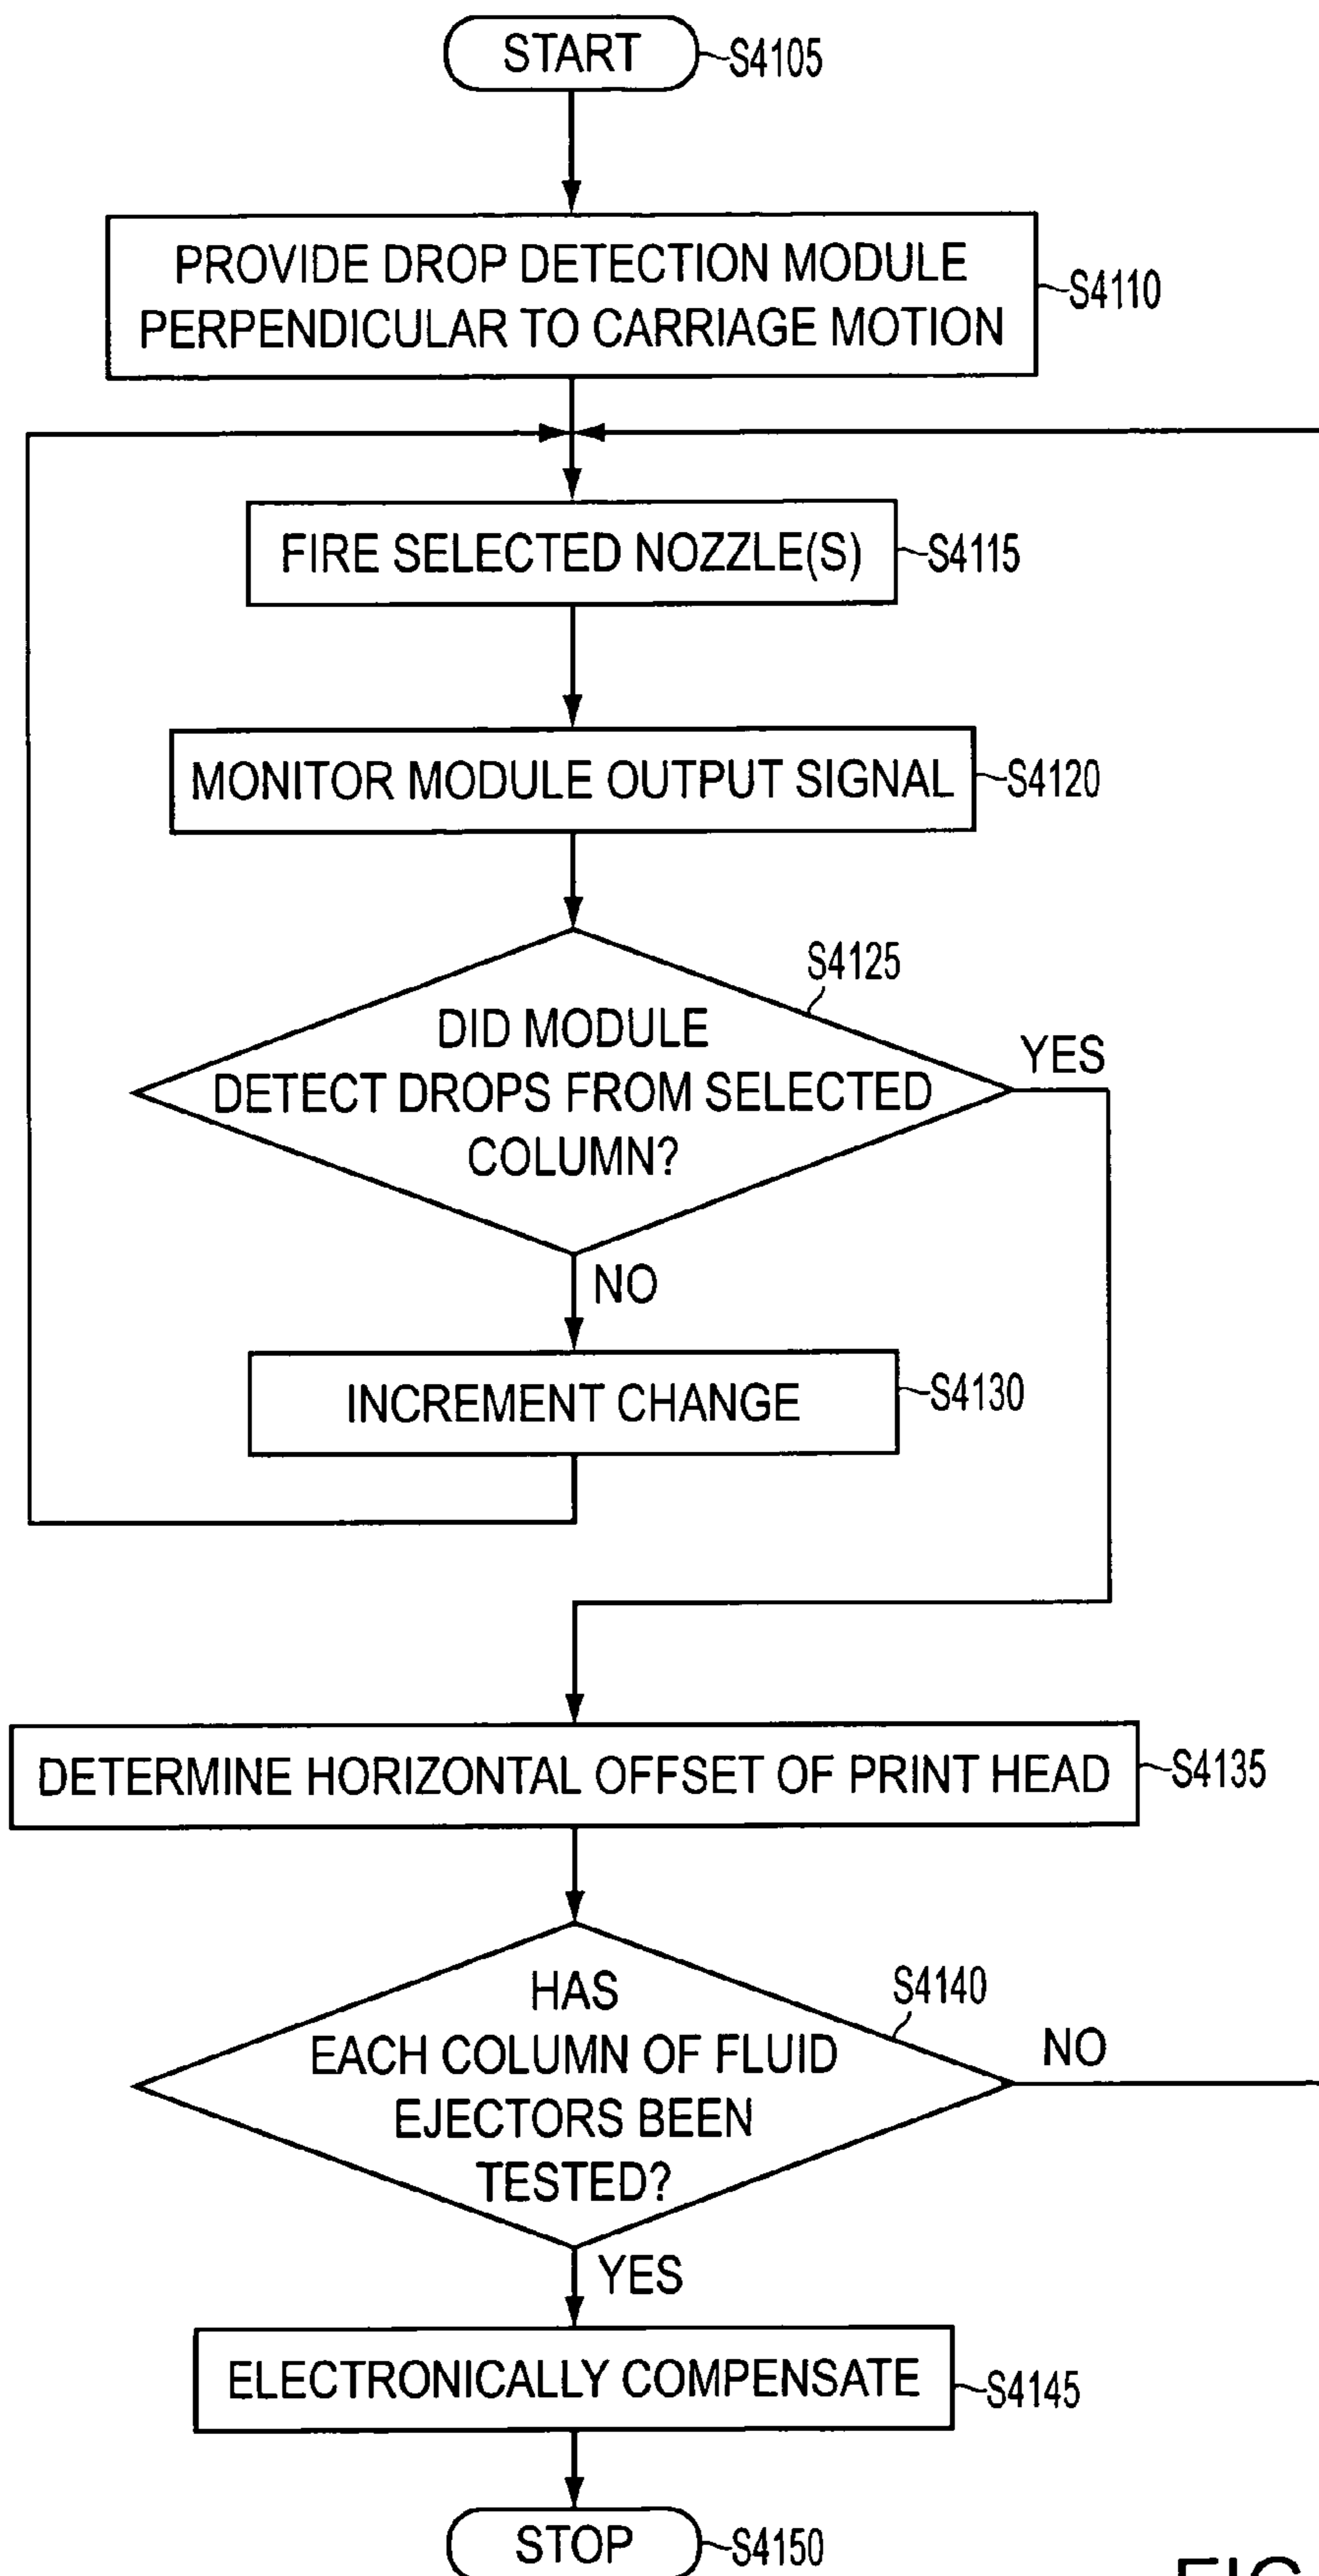 START
S4105
PROVIDE DROP DETECTION MODULE
PERPENDICULAR TO CARRIAGE MOTION
S4110
FIRE SELECTED NOZZLE(S)
S4115
MONITOR MODULE OUTPUT SIGNAL
S4120
S4125
DID MODULE
DETECT DROPS FROM SELECTED
COLUMN?
YES
NO
INCREMENT CHANGE
S4130
DETERMINE HORIZONTAL OFFSET OF PRINT HEAD
S4135
S4140
HAS
EACH COLUMN OF FLUID
EJECTORS BEEN
TESTED?
NO
YES
ELECTRONICALLY COMPENSATE
S4145
STOP
S4150